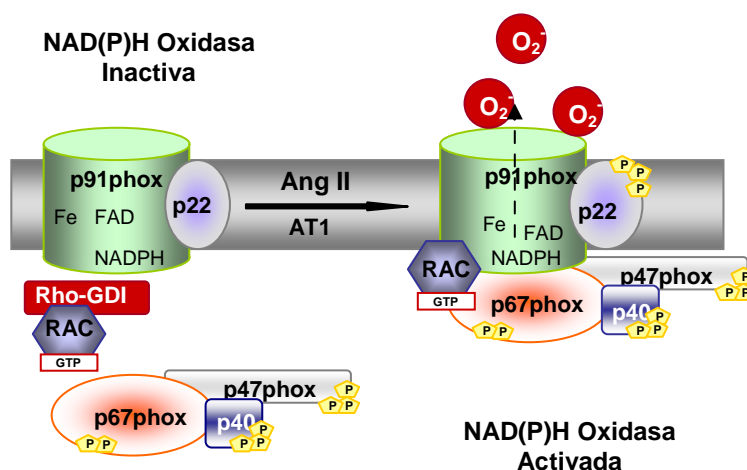 NAD(P)H Oxidasa
Inactiva
p91phox
p22
Fe FAD
NADPH
Rho-GDI
RAC
GTP
p47phox
p67phox
p40
P
P P
P
P P
P P
Ang II
AT1
O₂⁻
O₂⁻
O₂⁻
p91phox
p22
P
P
P
Fe
FAD
NADPH
RAC
GTP
p47phox
p67phox
p40
P
P P
P
P P
P P
NAD(P)H Oxidasa
Activada